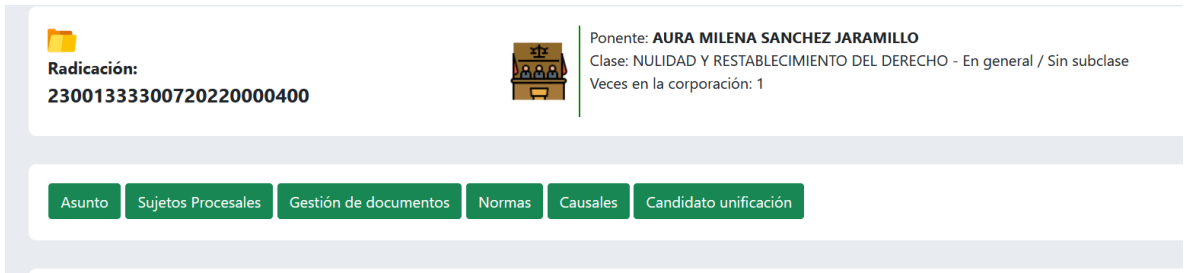 Radicación:
23001333300720220000400
Ponente: AURA MILENA SANCHEZ JARAMILLO
Clase: NULIDAD Y RESTABLECIMIENTO DEL DERECHO - En general / Sin subclase
Veces en la corporación: 1
Asunto
Sujetos Procesales
Gestión de documentos
Normas
Causales
Candidato unificación